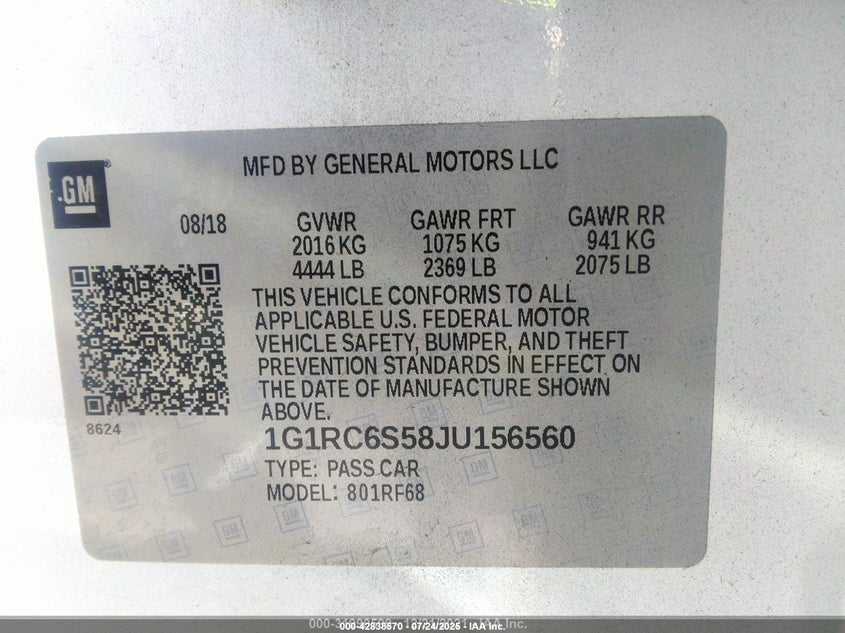 GM
MFD BY GENERAL MOTORS LLC
08/18
GVWR GAWR FRT GAWR RR
2016 KG 1075 KG 941 KG
4444 LB 2369 LB 2075 LB
THIS VEHICLE CONFORMS TO ALL
APPLICABLE U.S. FEDERAL MOTOR
VEHICLE SAFETY, BUMPER, AND THEFT
PREVENTION STANDARDS IN EFFECT ON
THE DATE OF MANUFACTURE SHOWN
ABOVE.
8624
1G1RC6S58JU156560
TYPE: PASS.CAR
MODEL: 801RF68
000-42838670 - 07/24/2025 - IAA Inc.